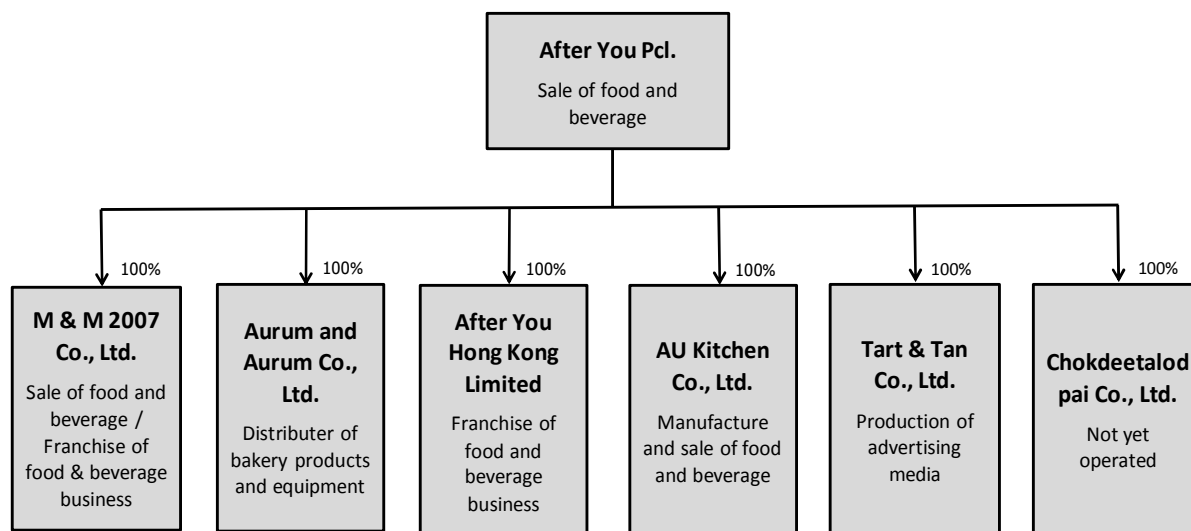 After You Pcl.
Sale of food and
beverage
100%
100%
100%
100%
100%
100%
M & M 2007
Co., Ltd.
Sale of food and
beverage /
Franchise of
food & beverage
business
Aurum and
Aurum Co.,
Ltd.
Distributer of
bakery products
and equipment
After You
Hong Kong
Limited
Franchise of
food and
beverage
business
AU Kitchen
Co., Ltd.
Manufacture
and sale of food
and beverage
Tart & Tan
Co., Ltd.
Production of
advertising
media
Chokdeetalod
pai Co., Ltd.
Not yet
operated